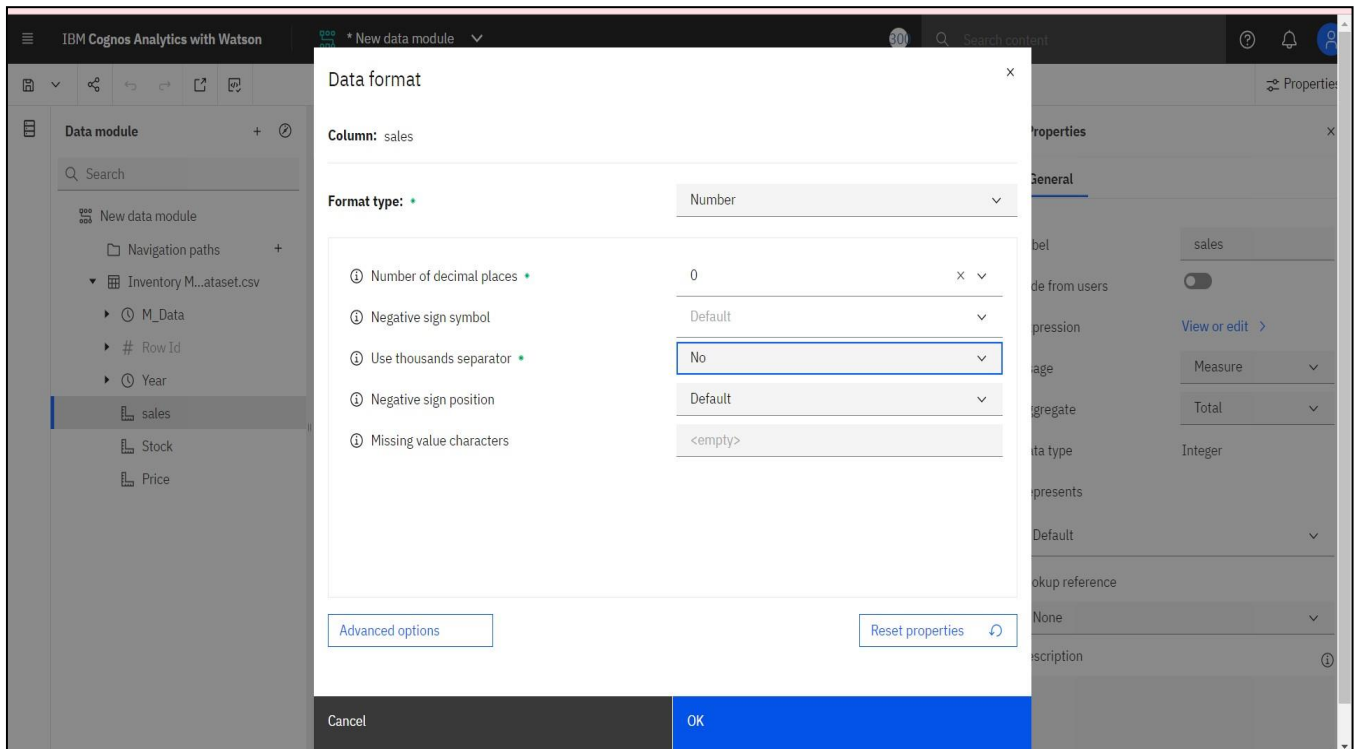 IBM Cognos Analytics with Watson
* New data module
Search content
Properties
Data module
Search
New data module
Navigation paths
Inventory M...ataset.csv
M_Data
# Row Id
Year
sales
Stock
Price
Data format
Column: sales
Format type: Number
Number of decimal places 0
Negative sign symbol Default
Use thousands separator No
Negative sign position Default
Missing value characters <empty>
Advanced options
Reset properties
Cancel
OK
Properties
General
bel sales
de from users
pression View or edit >
age Measure
gregate Total
ta type Integer
presents
Default
okup reference
None
scription